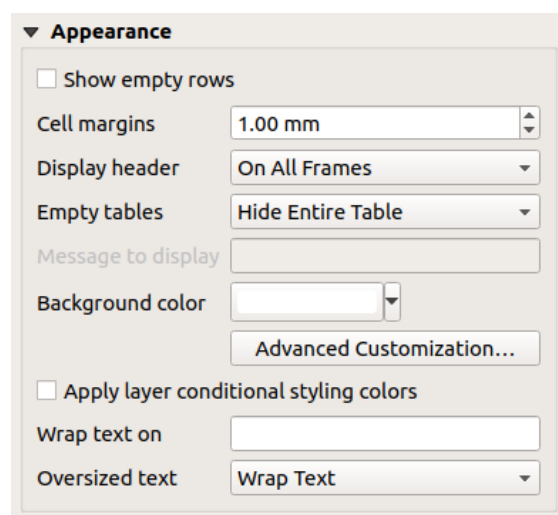 Appearance
Show empty rows
Cell margins 1.00 mm
Display header On All Frames
Empty tables Hide Entire Table
Message to display
Background color
Advanced Customization...
Apply layer conditional styling colors
Wrap text on
Oversized text Wrap Text